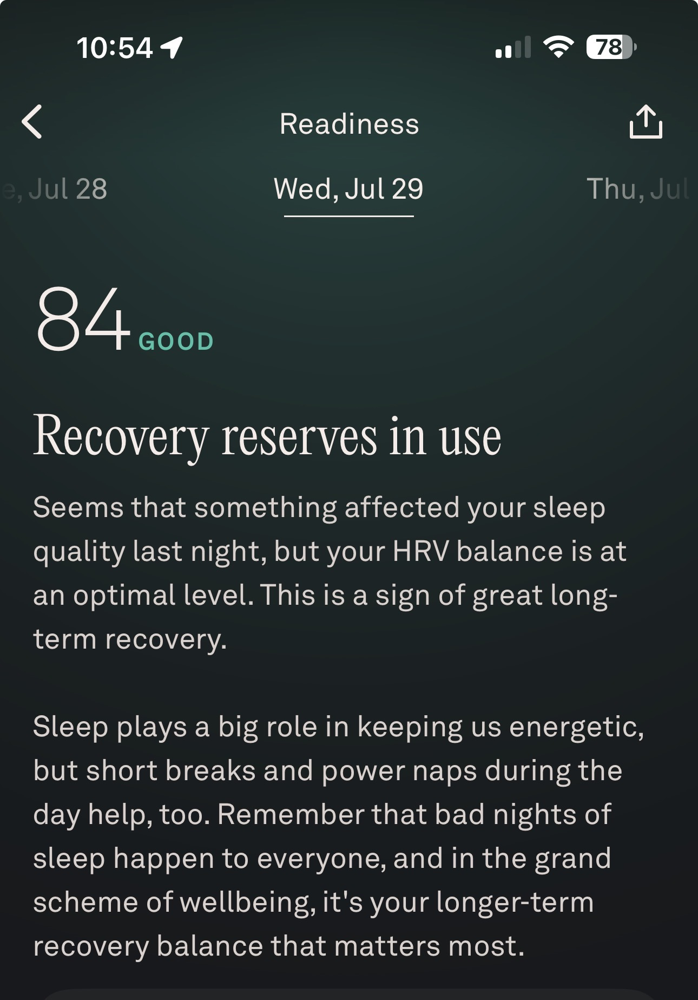 10:54
78
Readiness
e, Jul 28
Wed, Jul 29
Thu, Jul
84 GOOD
Recovery reserves in use
Seems that something affected your sleep
quality last night, but your HRV balance is at
an optimal level. This is a sign of great long-
term recovery.
Sleep plays a big role in keeping us energetic,
but short breaks and power naps during the
day help, too. Remember that bad nights of
sleep happen to everyone, and in the grand
scheme of wellbeing, it's your longer-term
recovery balance that matters most.